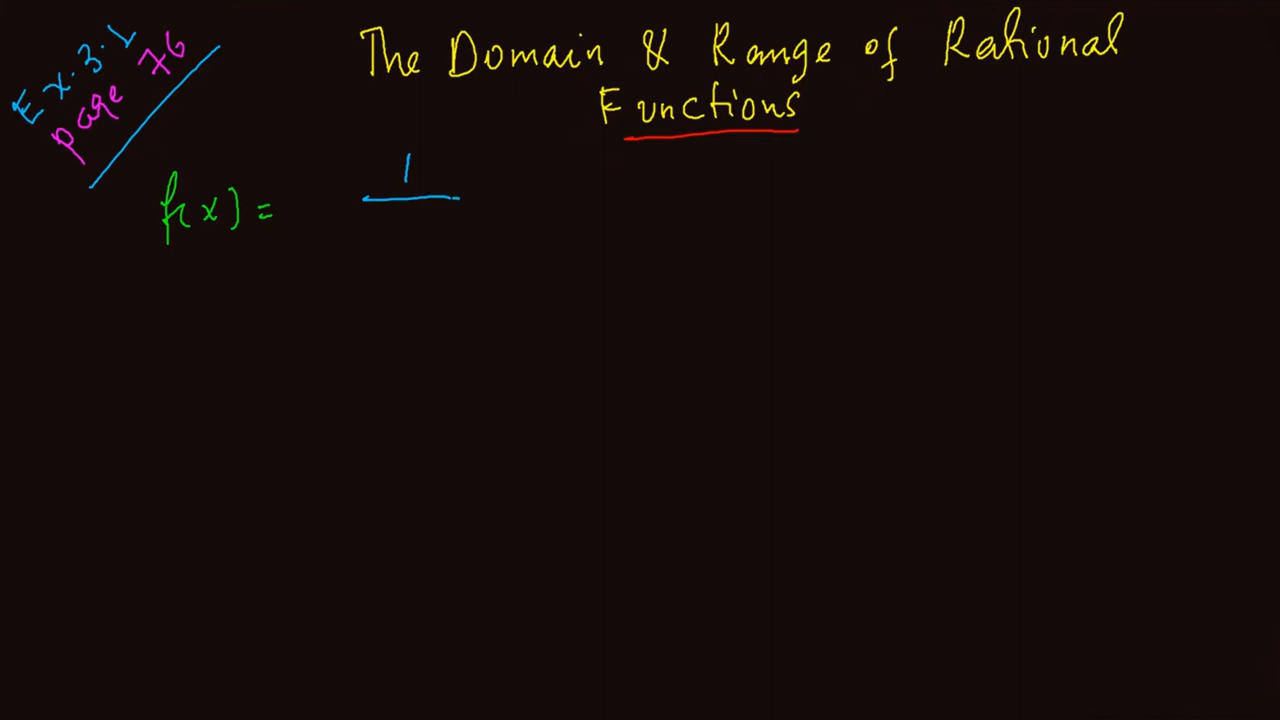 Ex. 3.1
page 76
The Domain & Range of Rational
Functions
f(x) = 1